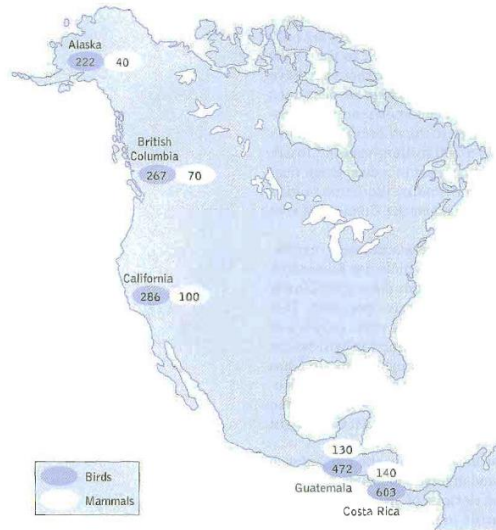 Alaska
222 40
British
Columbia
267 70
California
286 100
130
472
140
Guatemala
603
Costa Rica
Birds
Mammals